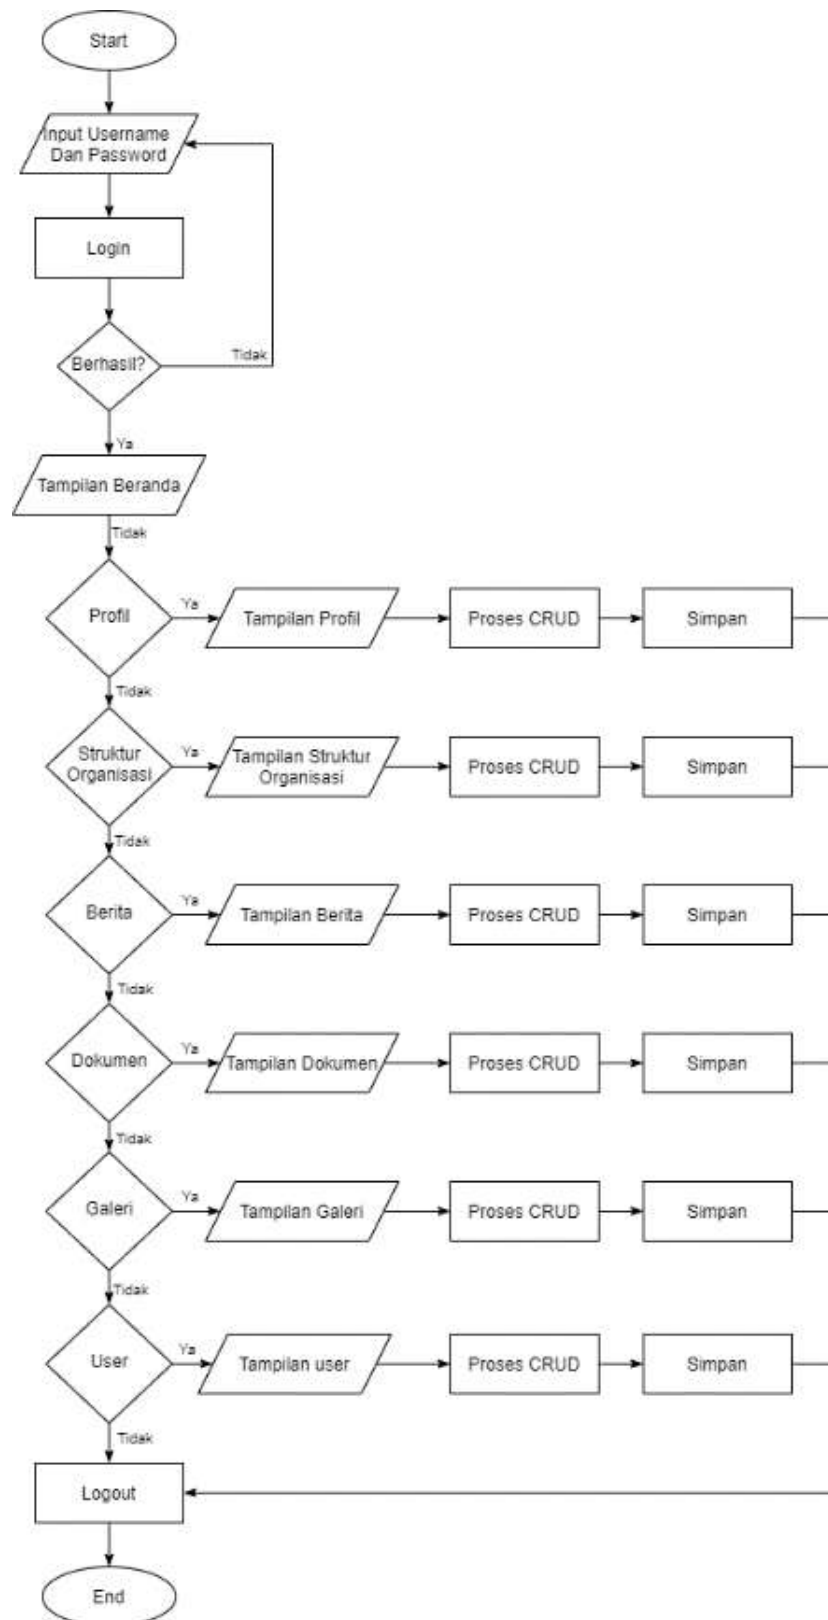 Start
Input Username
Dan Password
Login
Berhasil?
Tidak
Ya
Tampilan Beranda
Tidak
Profil
Ya
Tampilan Profil
Proses CRUD
Simpan
Tidak
Struktur
Organisasi
Ya
Tampilan Struktur
Organisasi
Proses CRUD
Simpan
Tidak
Berita
Ya
Tampilan Berita
Proses CRUD
Simpan
Tidak
Dokumen
Ya
Tampilan Dokumen
Proses CRUD
Simpan
Tidak
Galeri
Ya
Tampilan Galeri
Proses CRUD
Simpan
Tidak
User
Ya
Tampilan user
Proses CRUD
Simpan
Tidak
Logout
End